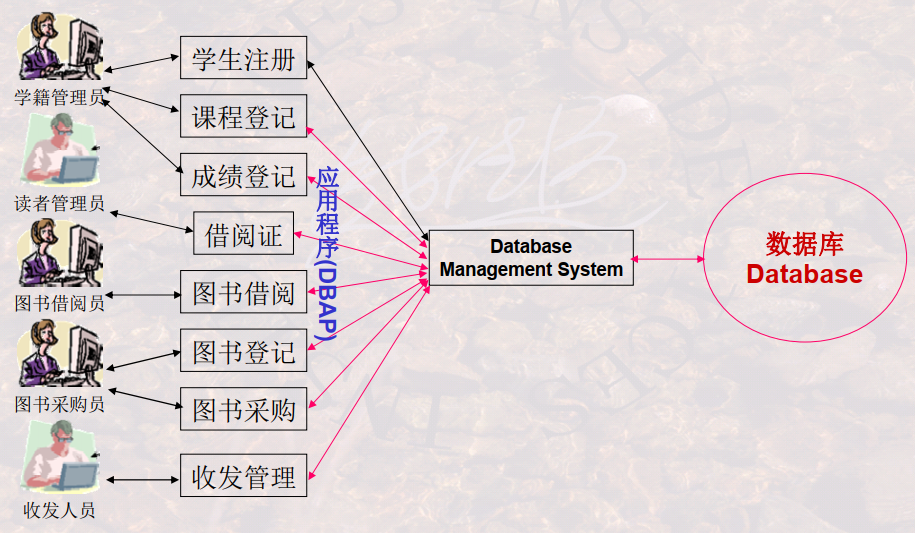 学籍管理员
读者管理员
图书借阅员
图书采购员
收发人员
学生注册
课程登记
成绩登记
借阅证
图书借阅
图书登记
图书采购
收发管理
应用程序(DBAP)
Database
Management System
数据库
Database